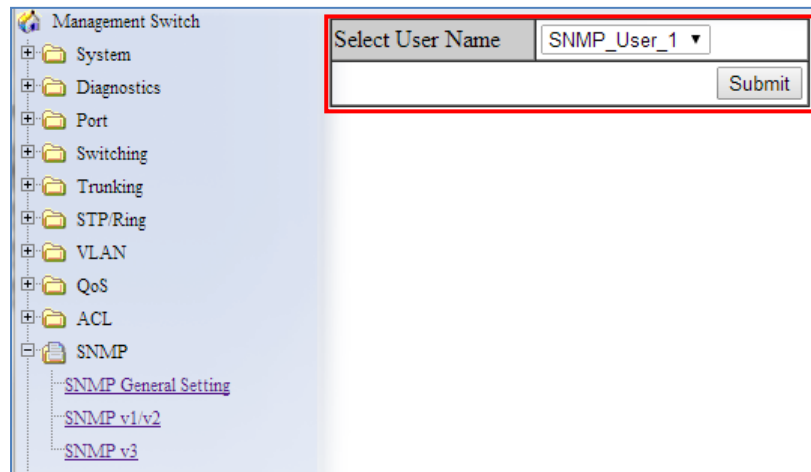 Management Switch
System
Diagnostics
Port
Switching
Trunking
STP/Ring
VLAN
QoS
ACL
SNMP
SNMP General Setting
SNMP v1/v2
SNMP v3
Select User Name
SNMP_User_1
Submit